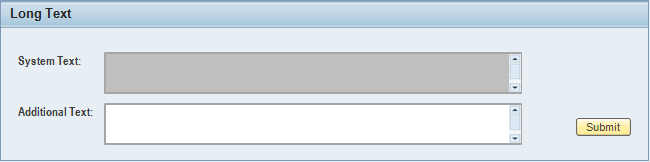 Long Text
System Text:
Additional Text:
Submit